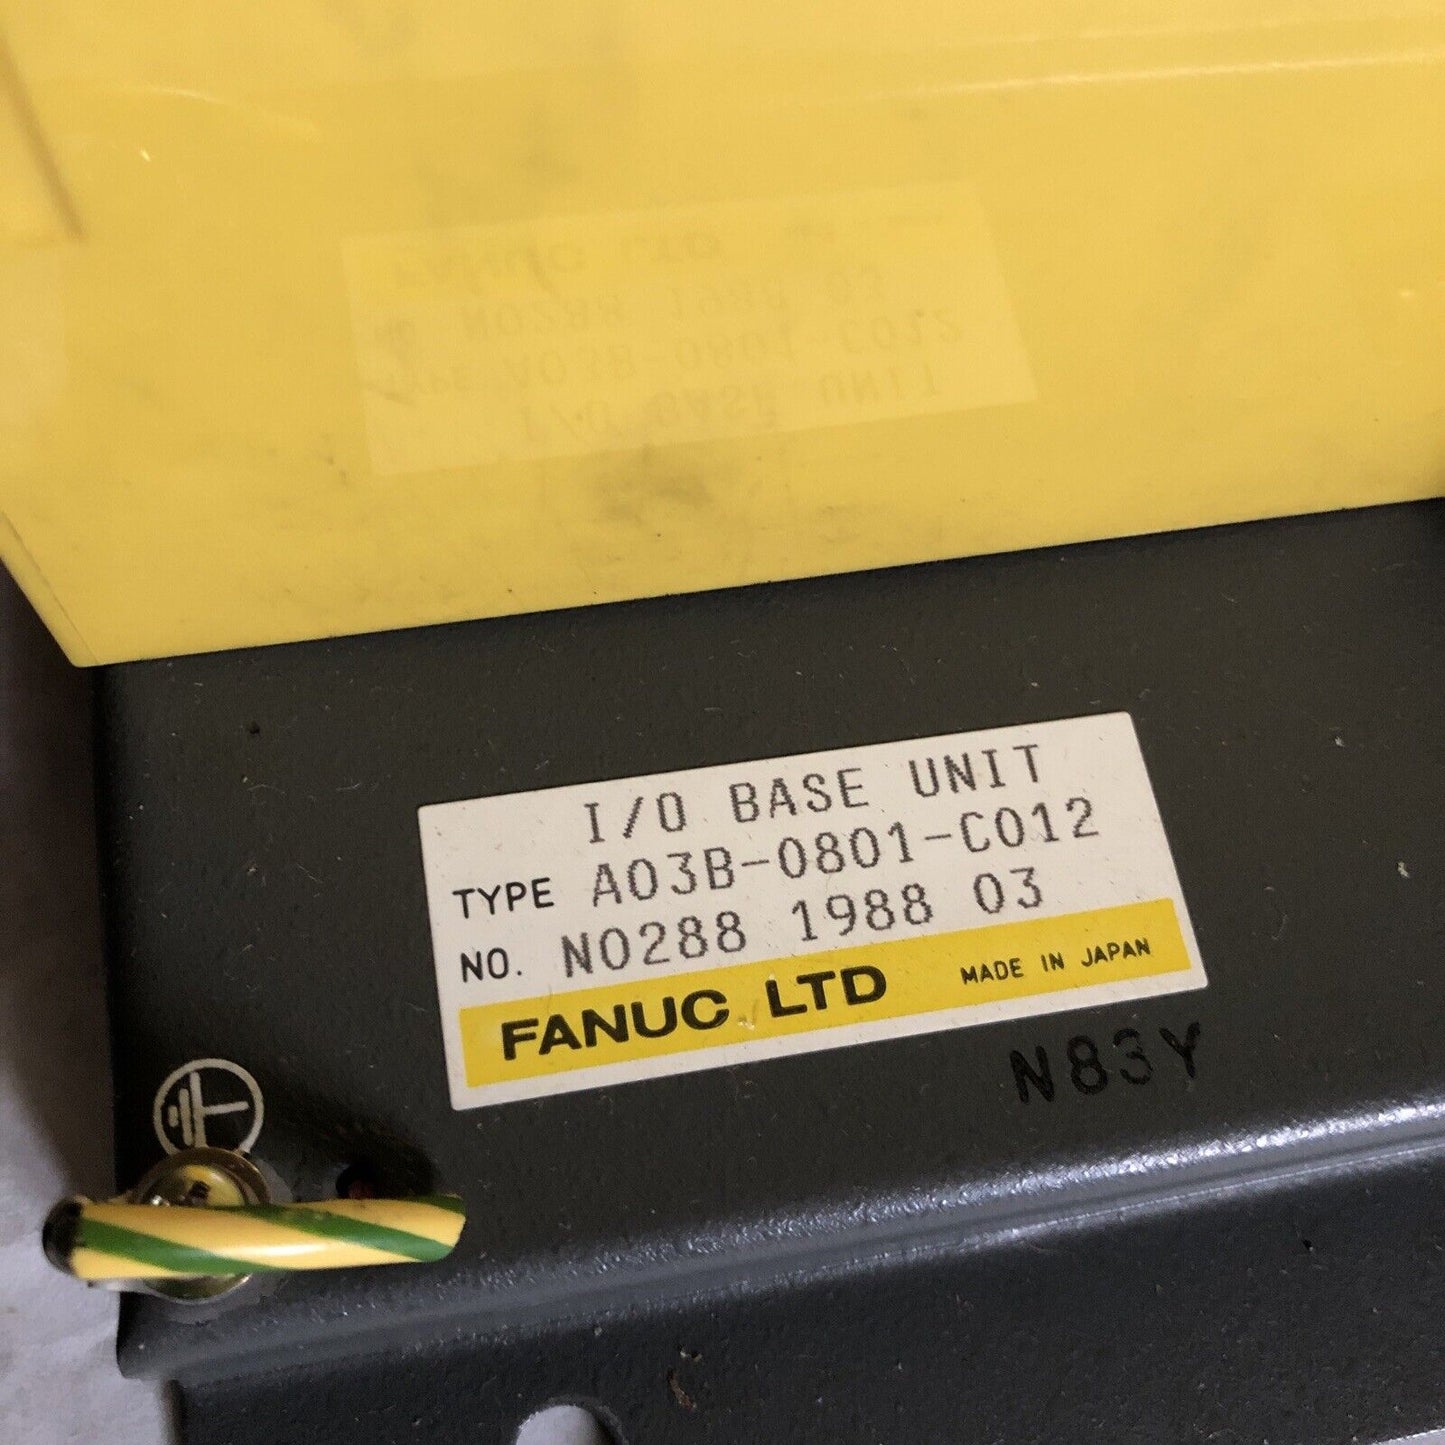 I/O BASE UNIT
TYPE A03B-0801-C012
NO. N0288 1988 03
FANUC LTD MADE IN JAPAN
N83Y